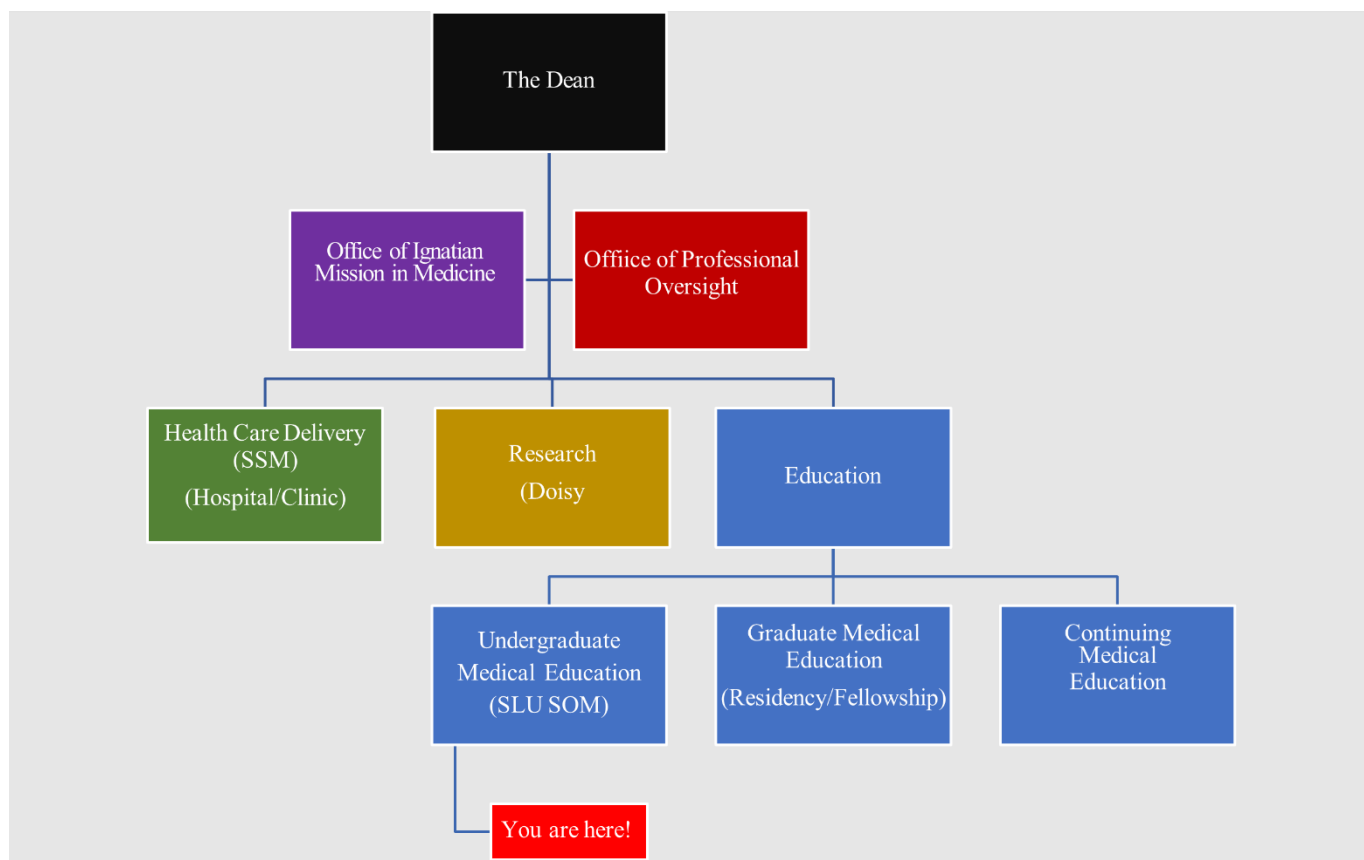 The Dean
Office of Ignatian
Mission in Medicine
Offiice of Professional
Oversight
Health Care Delivery
(SSM)
(Hospital/Clinic)
Research
(Doisy
Education
Undergraduate
Medical Education
(SLU SOM)
Graduate Medical
Education
(Residency/Fellowship)
Continuing
Medical
Education
You are here!